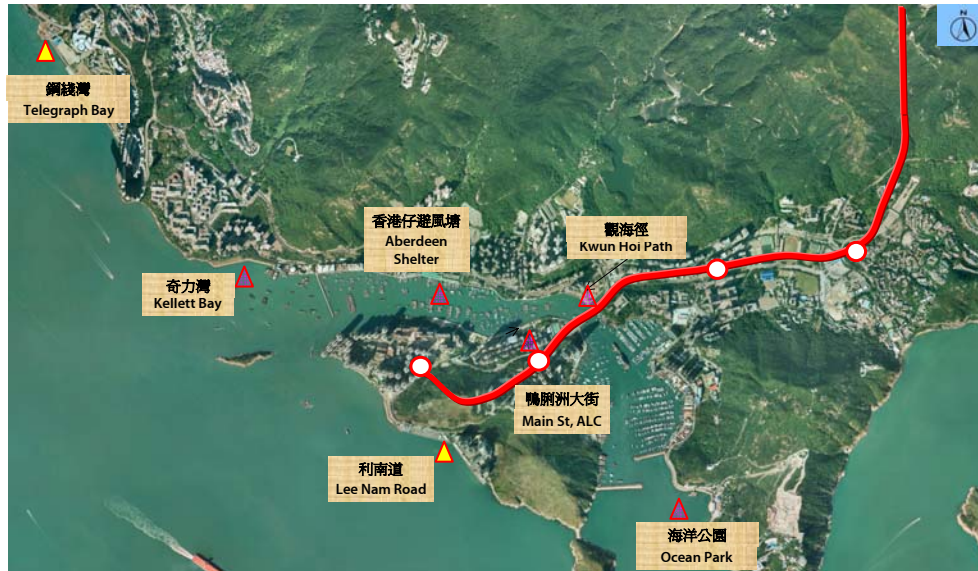 N
鋼綫灣
Telegraph Bay
香港仔避風塘
Aberdeen
Shelter
觀海徑
Kwun Hoi Path
奇力灣
Kellett Bay
鴨脷洲大街
Main St, ALC
利南道
Lee Nam Road
海洋公園
Ocean Park